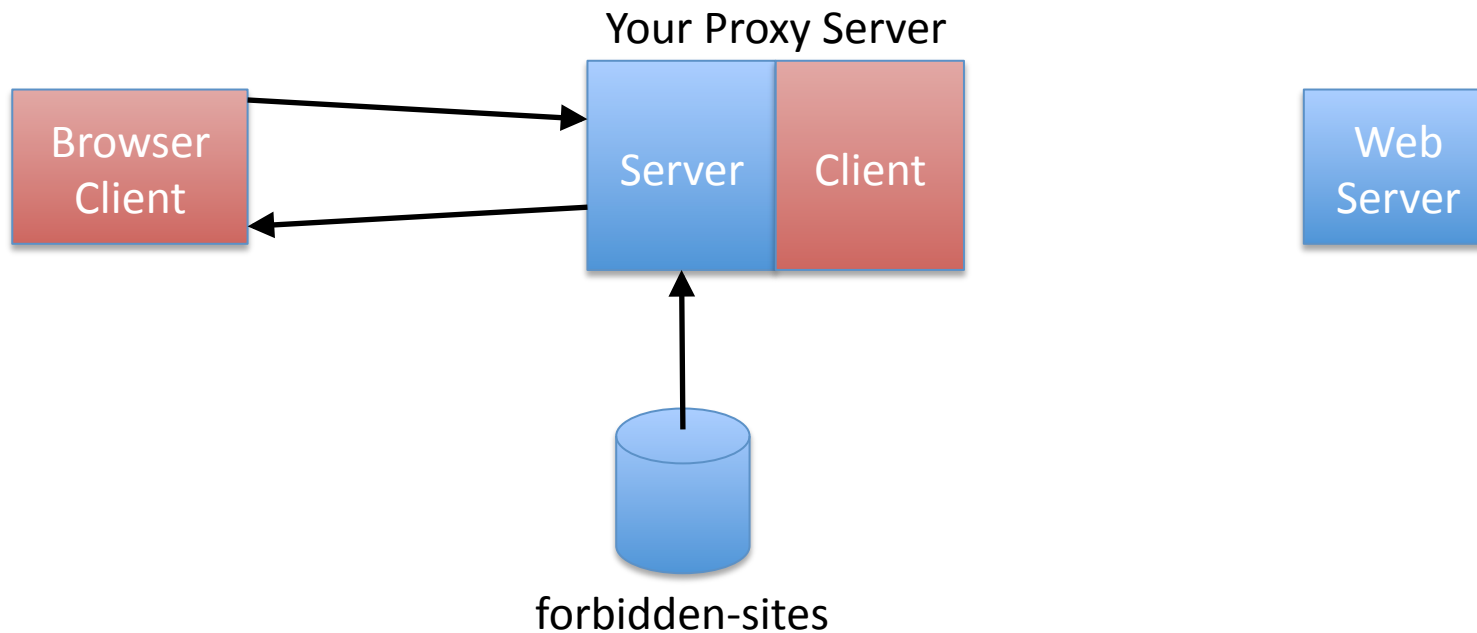 Your Proxy Server
Browser
Client
Server
Client
Web
Server
forbidden-sites